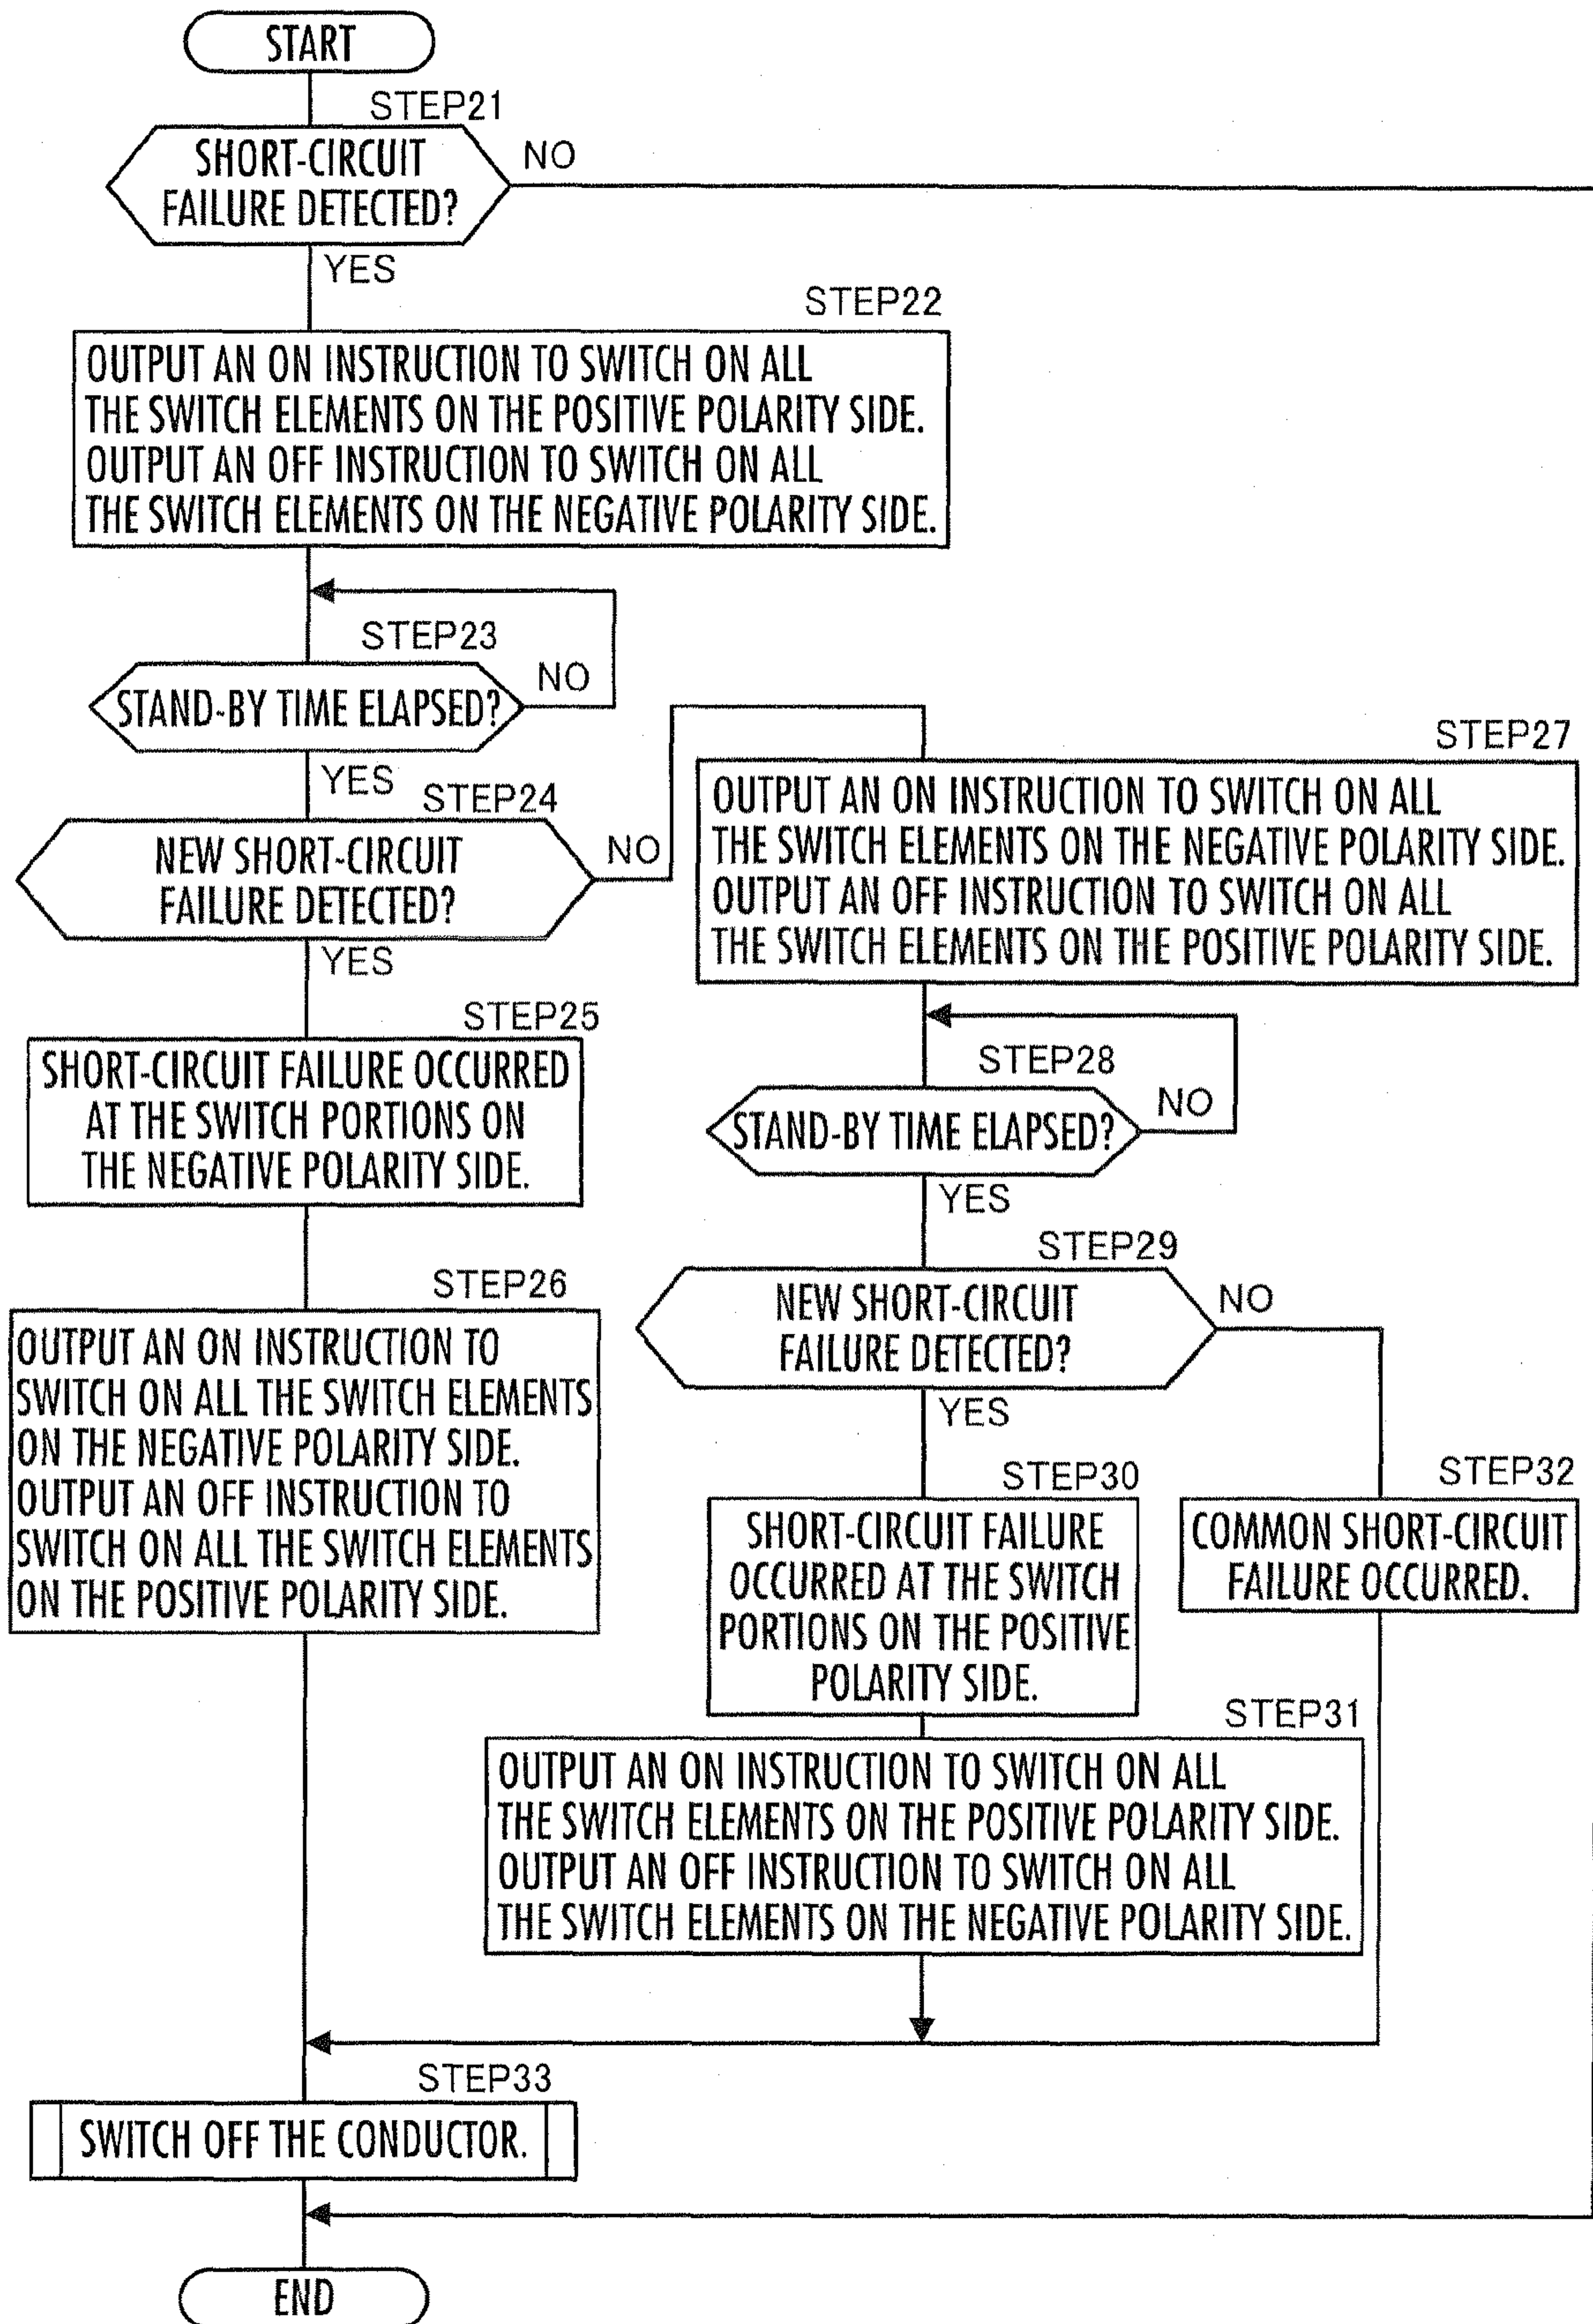 START
STEP21
SHORT-CIRCUIT
FAILURE DETECTED?
NO
YES
STEP22
OUTPUT AN ON INSTRUCTION TO SWITCH ON ALL
THE SWITCH ELEMENTS ON THE POSITIVE POLARITY SIDE.
OUTPUT AN OFF INSTRUCTION TO SWITCH ON ALL
THE SWITCH ELEMENTS ON THE NEGATIVE POLARITY SIDE.
STEP23
STAND-BY TIME ELAPSED?
NO
YES
STEP24
NEW SHORT-CIRCUIT
FAILURE DETECTED?
NO
YES
STEP25
SHORT-CIRCUIT FAILURE OCCURRED
AT THE SWITCH PORTIONS ON
THE NEGATIVE POLARITY SIDE.
STEP26
OUTPUT AN ON INSTRUCTION TO
SWITCH ON ALL THE SWITCH ELEMENTS
ON THE NEGATIVE POLARITY SIDE.
OUTPUT AN OFF INSTRUCTION TO
SWITCH ON ALL THE SWITCH ELEMENTS
ON THE POSITIVE POLARITY SIDE.
STEP27
OUTPUT AN ON INSTRUCTION TO SWITCH ON ALL
THE SWITCH ELEMENTS ON THE NEGATIVE POLARITY SIDE.
OUTPUT AN OFF INSTRUCTION TO SWITCH ON ALL
THE SWITCH ELEMENTS ON THE POSITIVE POLARITY SIDE.
STEP28
STAND-BY TIME ELAPSED?
NO
YES
STEP29
NEW SHORT-CIRCUIT
FAILURE DETECTED?
NO
YES
STEP30
SHORT-CIRCUIT FAILURE
OCCURRED AT THE SWITCH
PORTIONS ON THE POSITIVE
POLARITY SIDE.
STEP32
COMMON SHORT-CIRCUIT
FAILURE OCCURRED.
STEP31
OUTPUT AN ON INSTRUCTION TO SWITCH ON ALL
THE SWITCH ELEMENTS ON THE POSITIVE POLARITY SIDE.
OUTPUT AN OFF INSTRUCTION TO SWITCH ON ALL
THE SWITCH ELEMENTS ON THE NEGATIVE POLARITY SIDE.
STEP33
SWITCH OFF THE CONDUCTOR.
END